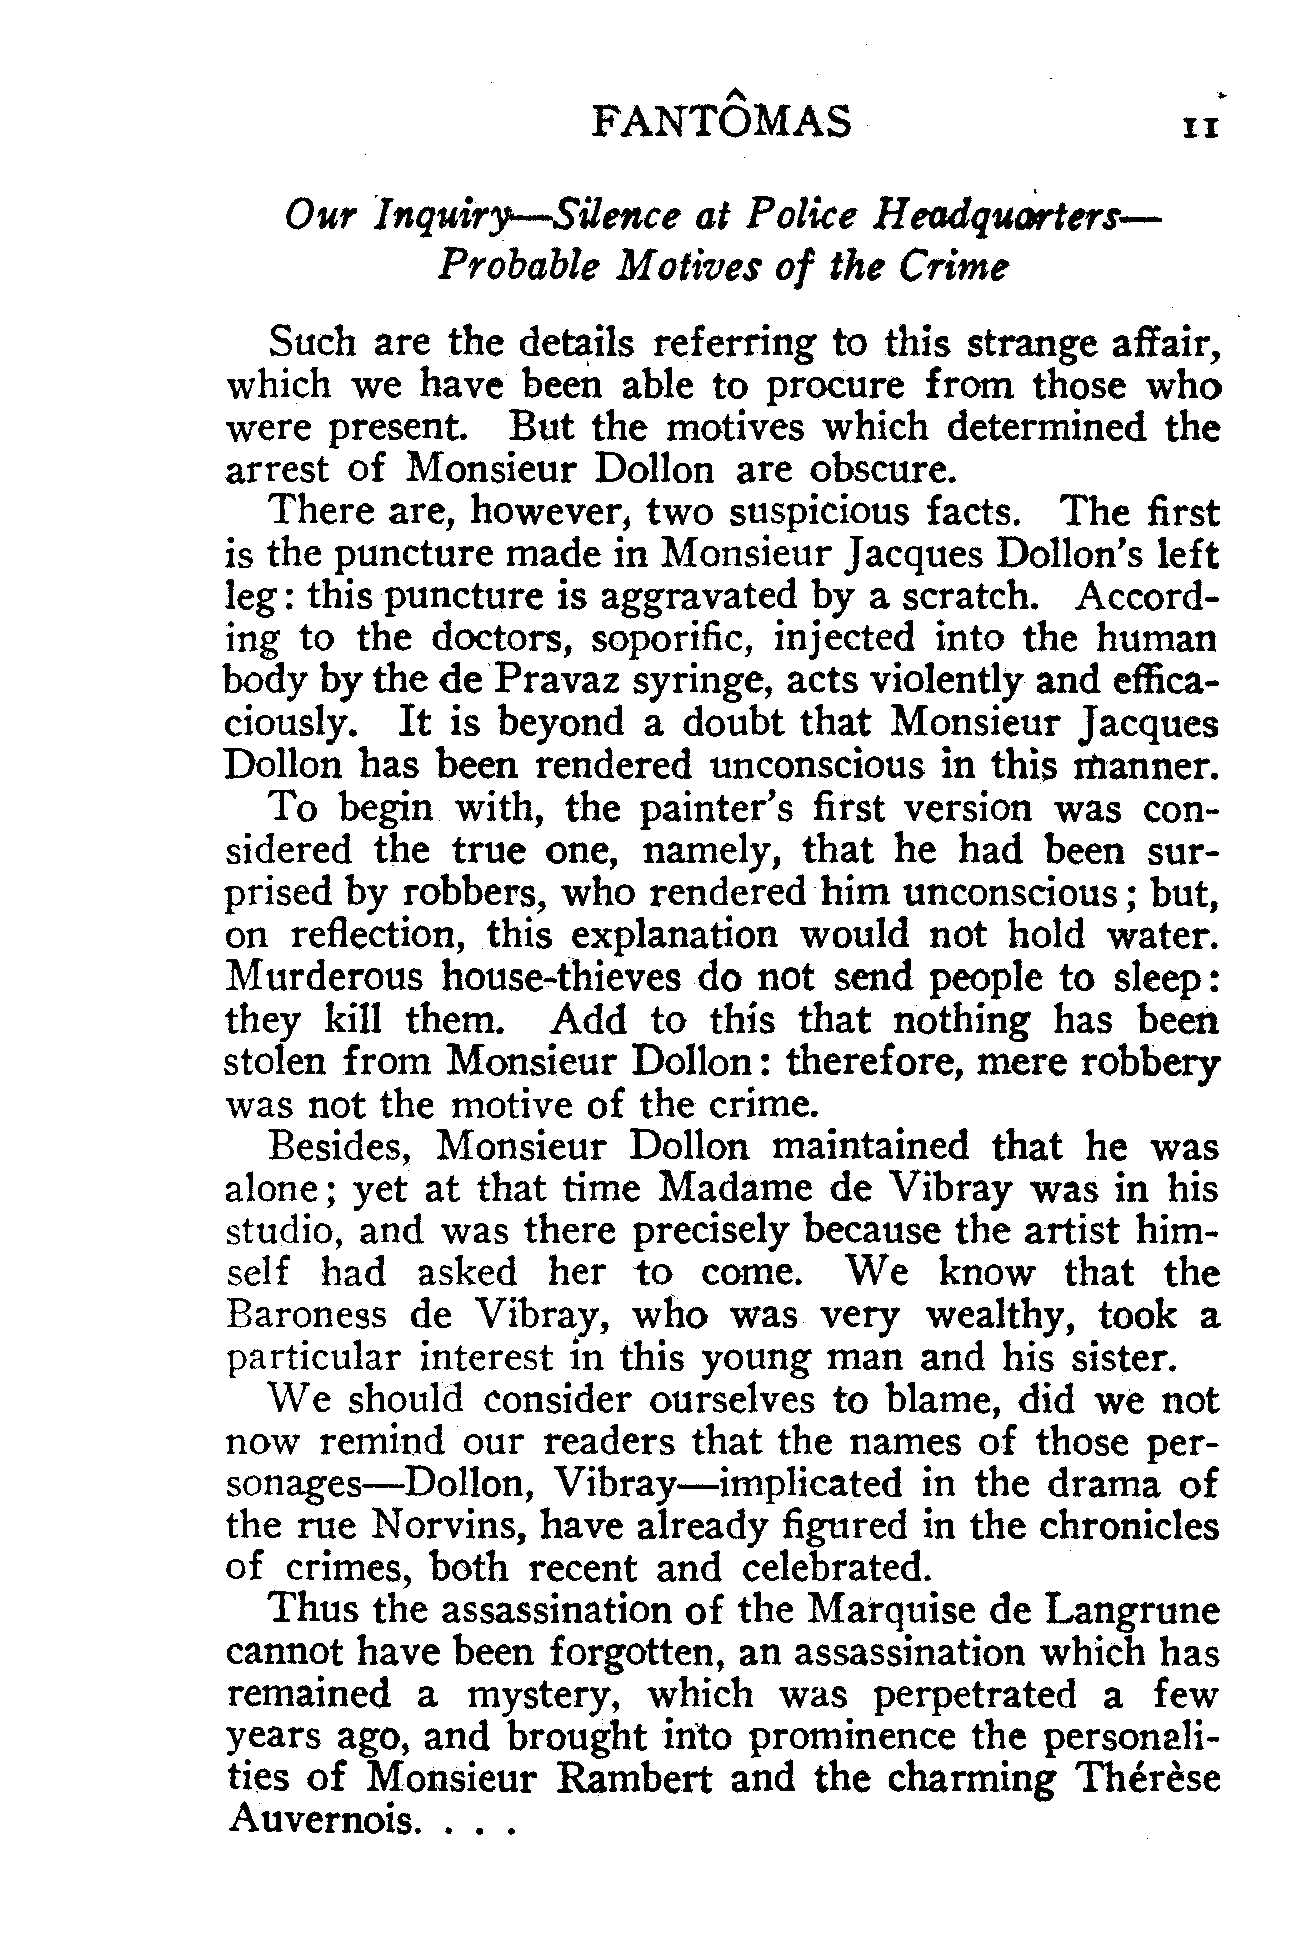 FANTÔMAS 11
Our Inquiry—Silence at Police Headquarters—
Probable Motives of the Crime
Such are the details referring to this strange affair,
which we have been able to procure from those who
were present. But the motives which determined the
arrest of Monsieur Dollon are obscure.
There are, however, two suspicious facts. The first
is the puncture made in Monsieur Jacques Dollon's left
leg: this puncture is aggravated by a scratch. Accord-
ing to the doctors, soporific, injected into the human
body by the de Pravaz syringe, acts violently and effica-
ciously. It is beyond a doubt that Monsieur Jacques
Dollon has been rendered unconscious in this manner.
To begin with, the painter's first version was con-
sidered the true one, namely, that he had been sur-
prised by robbers, who rendered him unconscious; but,
on reflection, this explanation would not hold water.
Murderous house-thieves do not send people to sleep:
they kill them. Add to this that nothing has been
stolen from Monsieur Dollon: therefore, mere robbery
was not the motive of the crime.
Besides, Monsieur Dollon maintained that he was
alone; yet at that time Madame de Vibray was in his
studio, and was there precisely because the artist him-
self had asked her to come. We know that the
Baroness de Vibray, who was very wealthy, took a
particular interest in this young man and his sister.
We should consider ourselves to blame, did we not
now remind our readers that the names of those per-
sonages—Dollon, Vibray—implicated in the drama of
the rue Norvins, have already figured in the chronicles
of crimes, both recent and celebrated.
Thus the assassination of the Marquise de Langrune
cannot have been forgotten, an assassination which has
remained a mystery, which was perpetrated a few
years ago, and brought into prominence the personali-
ties of Monsieur Rambert and the charming Thérèse
Auvernois. . . .